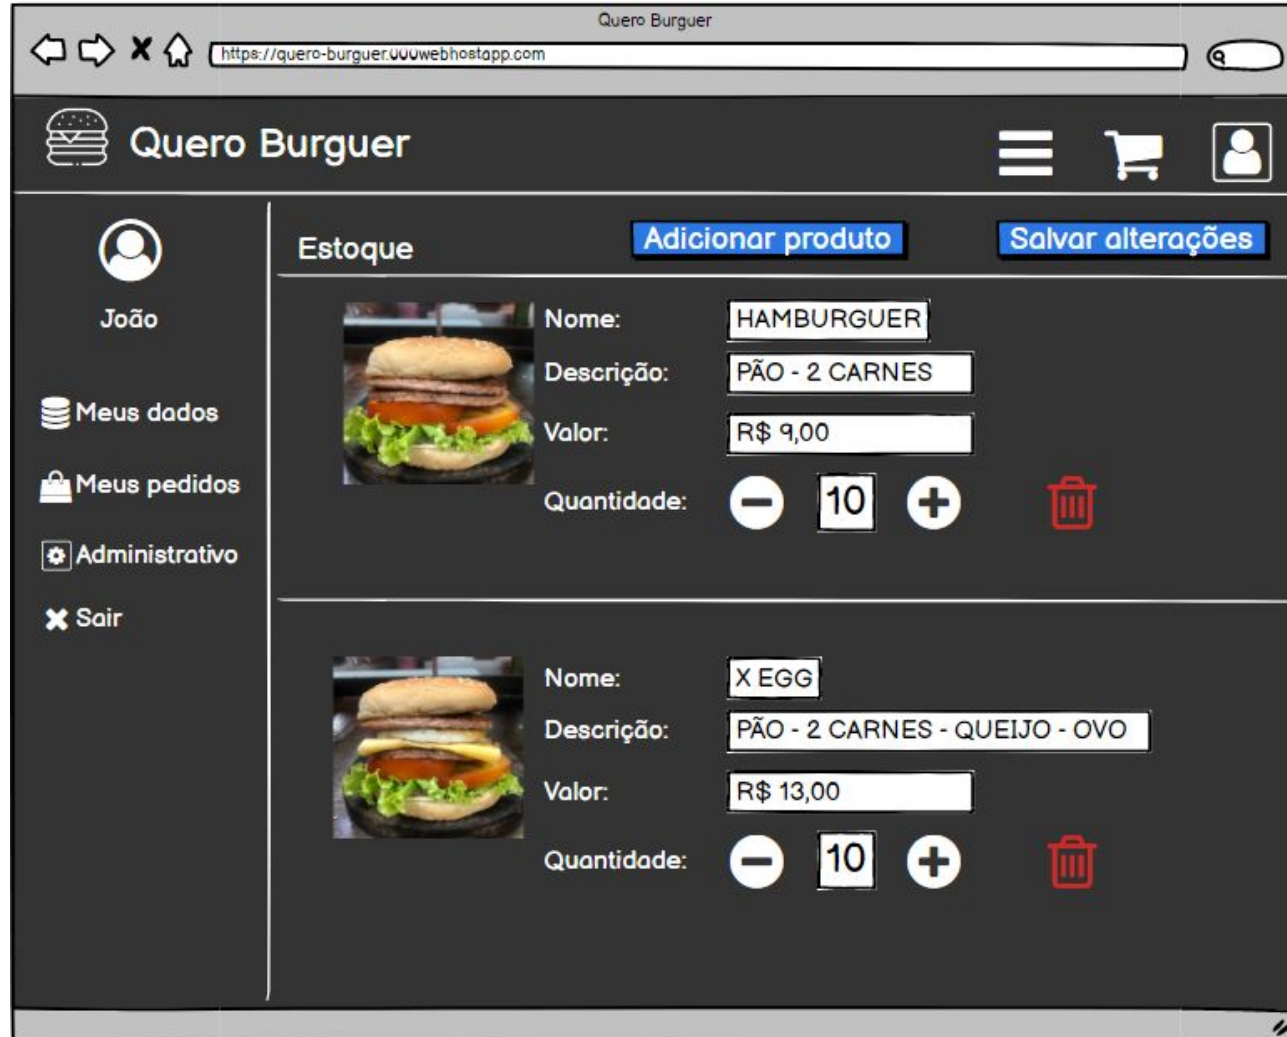 Quero Burguer
https://quero-burguer.000webhostapp.com
Quero Burguer
João
Meus dados
Meus pedidos
Administrativo
Sair
Estoque
Adicionar produto
Salvar alterações
Nome: HAMBURGUER
Descrição: PÃO - 2 CARNES
Valor: R$ 9,00
Quantidade: 10
Nome: X EGG
Descrição: PÃO - 2 CARNES - QUEIJO - OVO
Valor: R$ 13,00
Quantidade: 10